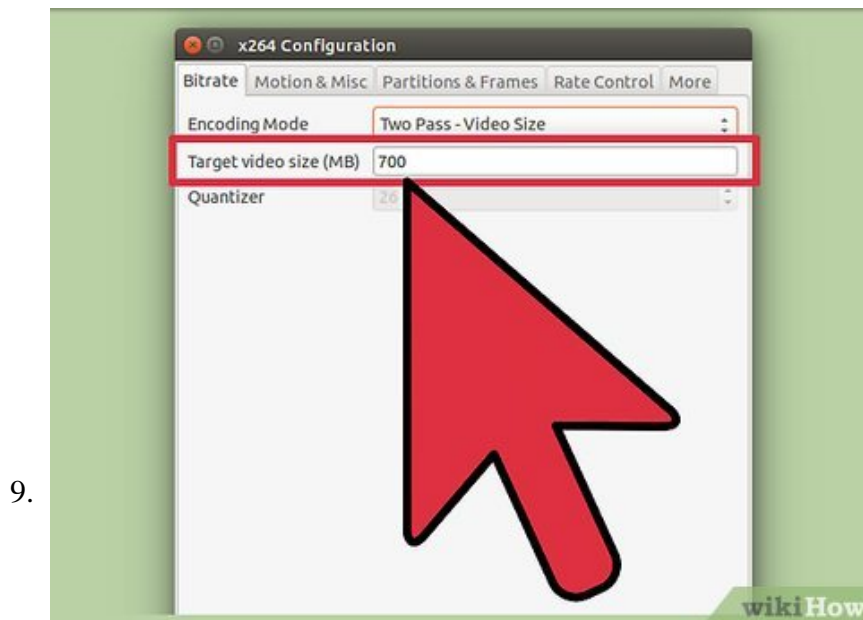 x264 Configuration
Bitrate Motion & Misc Partitions & Frames Rate Control More
Encoding Mode Two Pass - Video Size
Target video size (MB) 700
Quantizer 26
9.
wikiHow